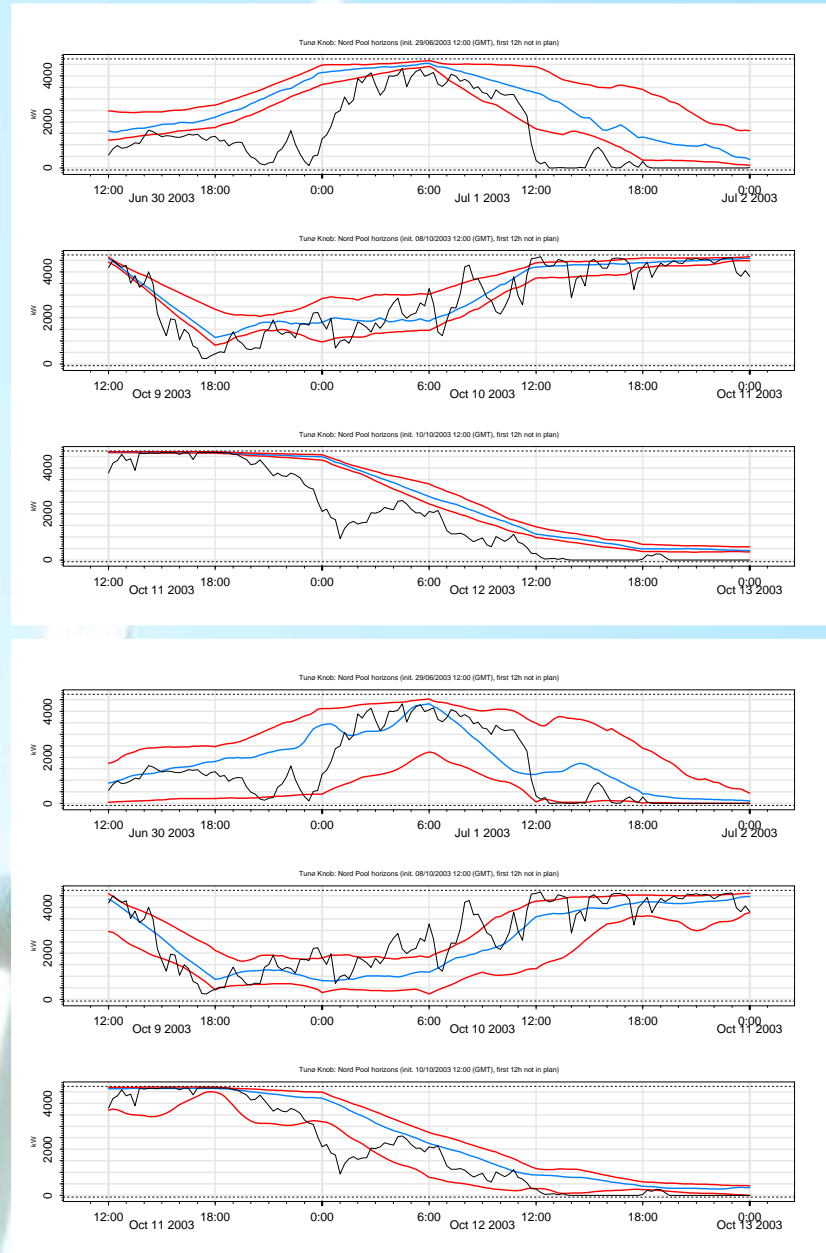 Tunø Knob: Nord Pool horizons (init. 29/06/2003 12:00 (GMT), first 12h not in plan)
kW
0 2000 4000
12:00 18:00 0:00 6:00 12:00 18:00 0:00
Jun 30 2003 Jul 1 2003 Jul 2 2003
Tunø Knob: Nord Pool horizons (init. 08/10/2003 12:00 (GMT), first 12h not in plan)
kW
0 2000 4000
12:00 18:00 0:00 6:00 12:00 18:00 0:00
Oct 9 2003 Oct 10 2003 Oct 11 2003
Tunø Knob: Nord Pool horizons (init. 10/10/2003 12:00 (GMT), first 12h not in plan)
kW
0 2000 4000
12:00 18:00 0:00 6:00 12:00 18:00 0:00
Oct 11 2003 Oct 12 2003 Oct 13 2003
Tunø Knob: Nord Pool horizons (init. 29/06/2003 12:00 (GMT), first 12h not in plan)
kW
0 2000 4000
12:00 18:00 0:00 6:00 12:00 18:00 0:00
Jun 30 2003 Jul 1 2003 Jul 2 2003
Tunø Knob: Nord Pool horizons (init. 08/10/2003 12:00 (GMT), first 12h not in plan)
kW
0 2000 4000
12:00 18:00 0:00 6:00 12:00 18:00 0:00
Oct 9 2003 Oct 10 2003 Oct 11 2003
Tunø Knob: Nord Pool horizons (init. 10/10/2003 12:00 (GMT), first 12h not in plan)
kW
0 2000 4000
12:00 18:00 0:00 6:00 12:00 18:00 0:00
Oct 11 2003 Oct 12 2003 Oct 13 2003